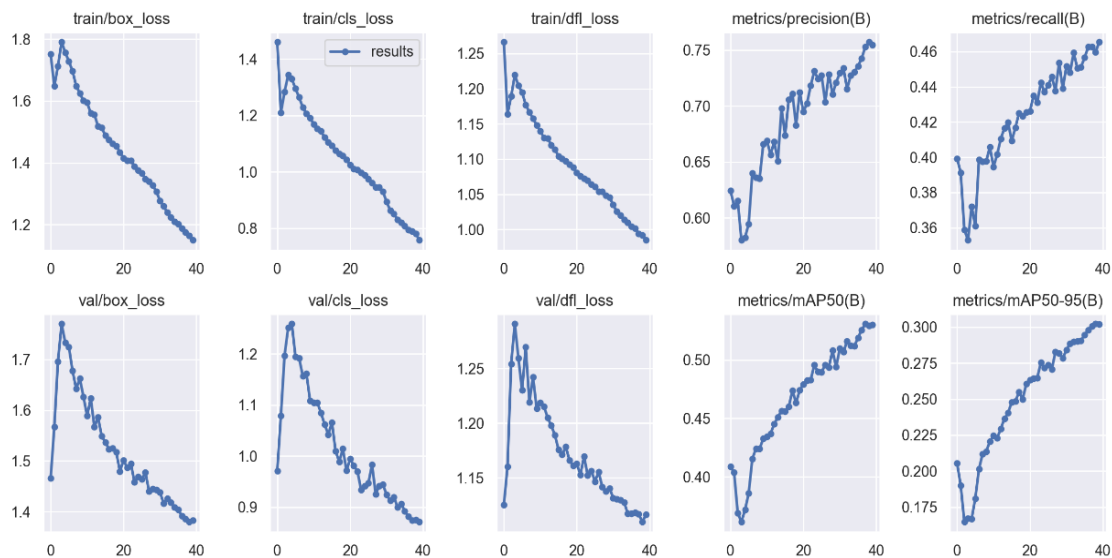 train/box_loss
train/cls_loss
train/dfl_loss
metrics/precision(B)
metrics/recall(B)
1.8
1.6
1.4
1.2
0 20 40
results
1.4
1.2
1.0
0.8
0 20 40
1.25
1.20
1.15
1.10
1.05
1.00
0 20 40
0.75
0.70
0.65
0.60
0 20 40
0.46
0.44
0.42
0.40
0.38
0.36
0 20 40
val/box_loss
val/cls_loss
val/dfl_loss
metrics/mAP50(B)
metrics/mAP50-95(B)
1.7
1.6
1.5
1.4
0 20 40
1.2
1.1
1.0
0.9
0 20 40
1.25
1.20
1.15
0 20 40
0.50
0.45
0.40
0 20 40
0.300
0.275
0.250
0.225
0.200
0.175
0 20 40